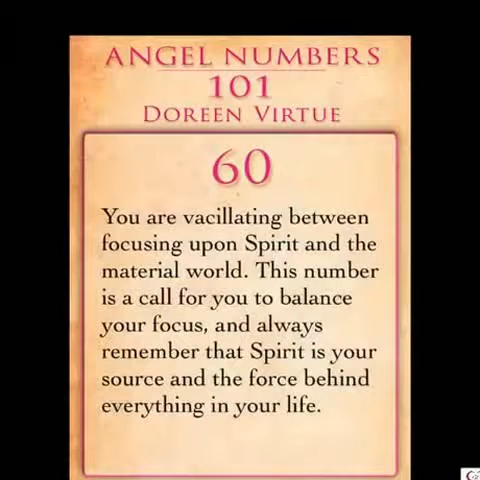 ANGEL NUMBERS
101
DOREEN VIRTUE
60
You are vacillating between
focusing upon Spirit and the
material world. This number
is a call for you to balance
your focus, and always
remember that Spirit is your
source and the force behind
everything in your life.